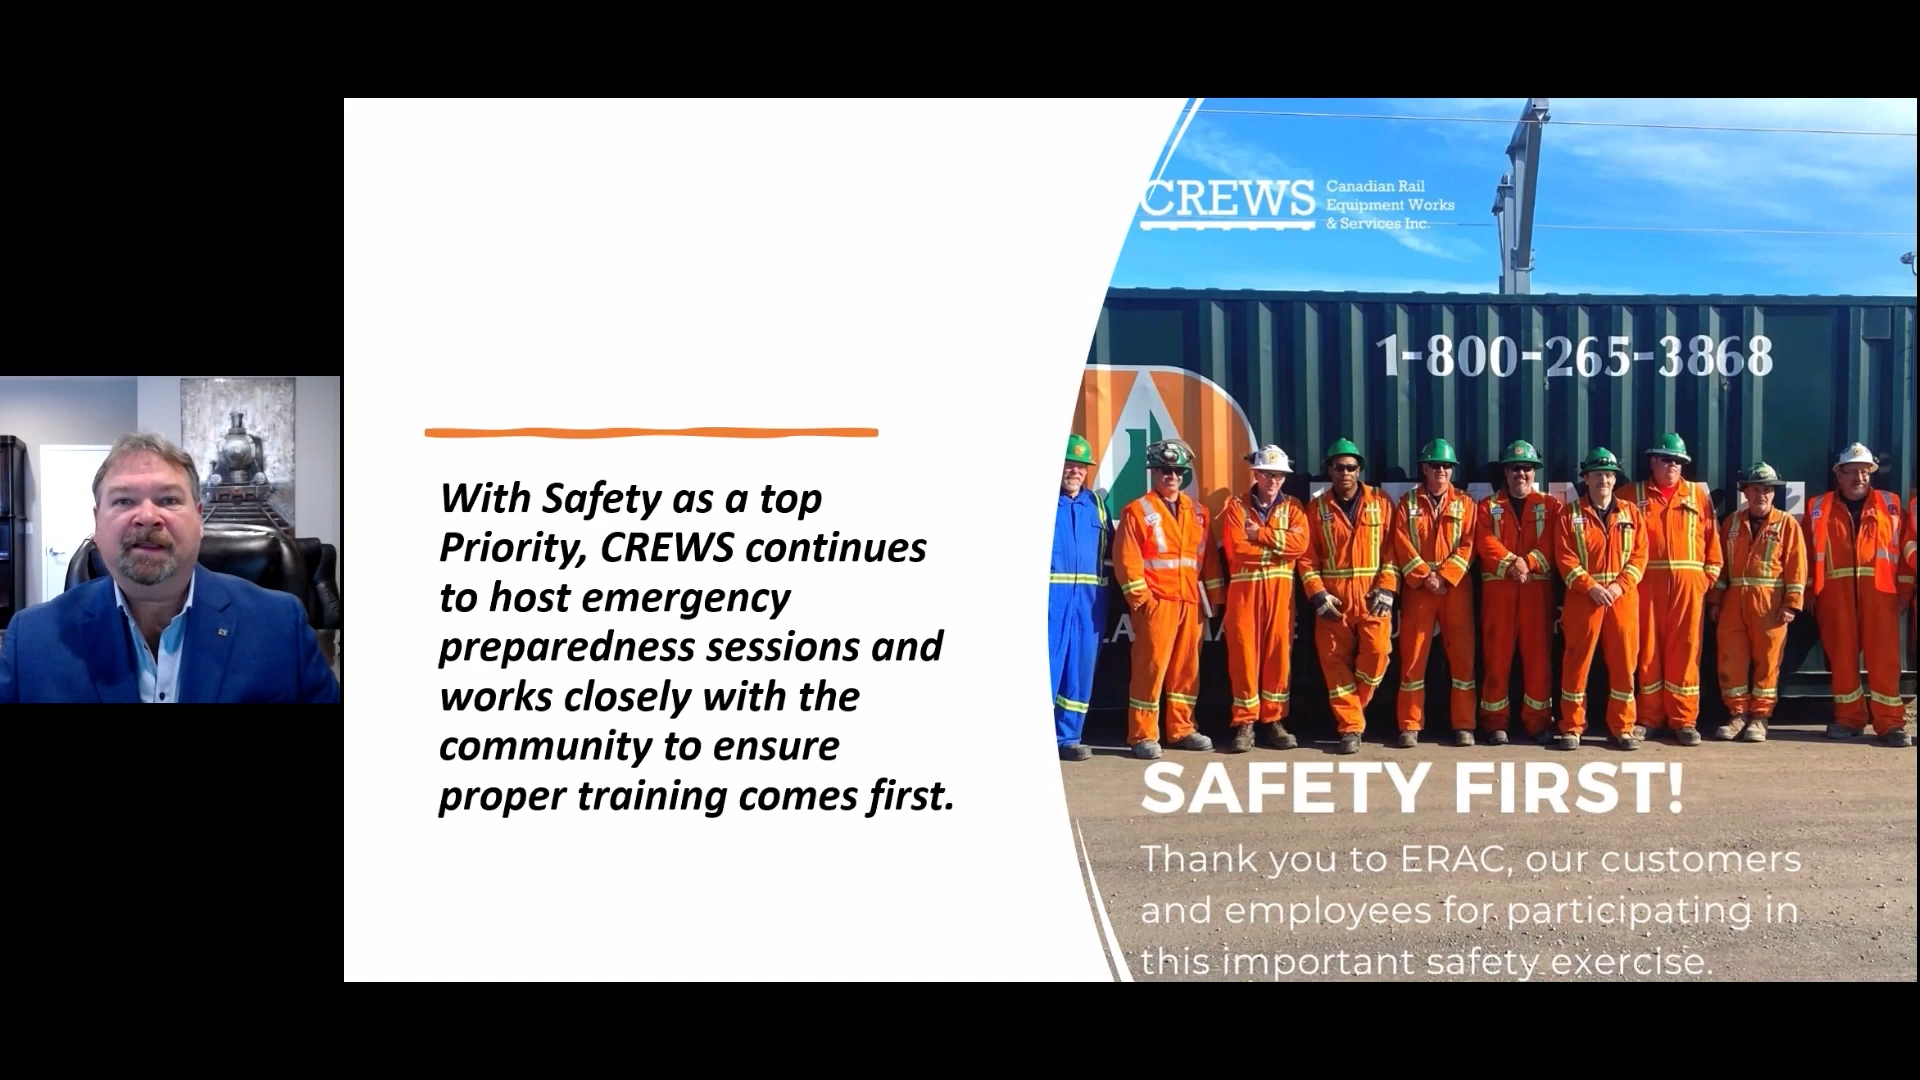 With Safety as a top
Priority, CREWS continues
to host emergency
preparedness sessions and
works closely with the
community to ensure
proper training comes first.
CREWS
Canadian Rail
Equipment Works
& Services Inc.
1-800-265-3868
SAFETY FIRST!
Thank you to ERAC, our customers
and employees for participating in
this important safety exercise.